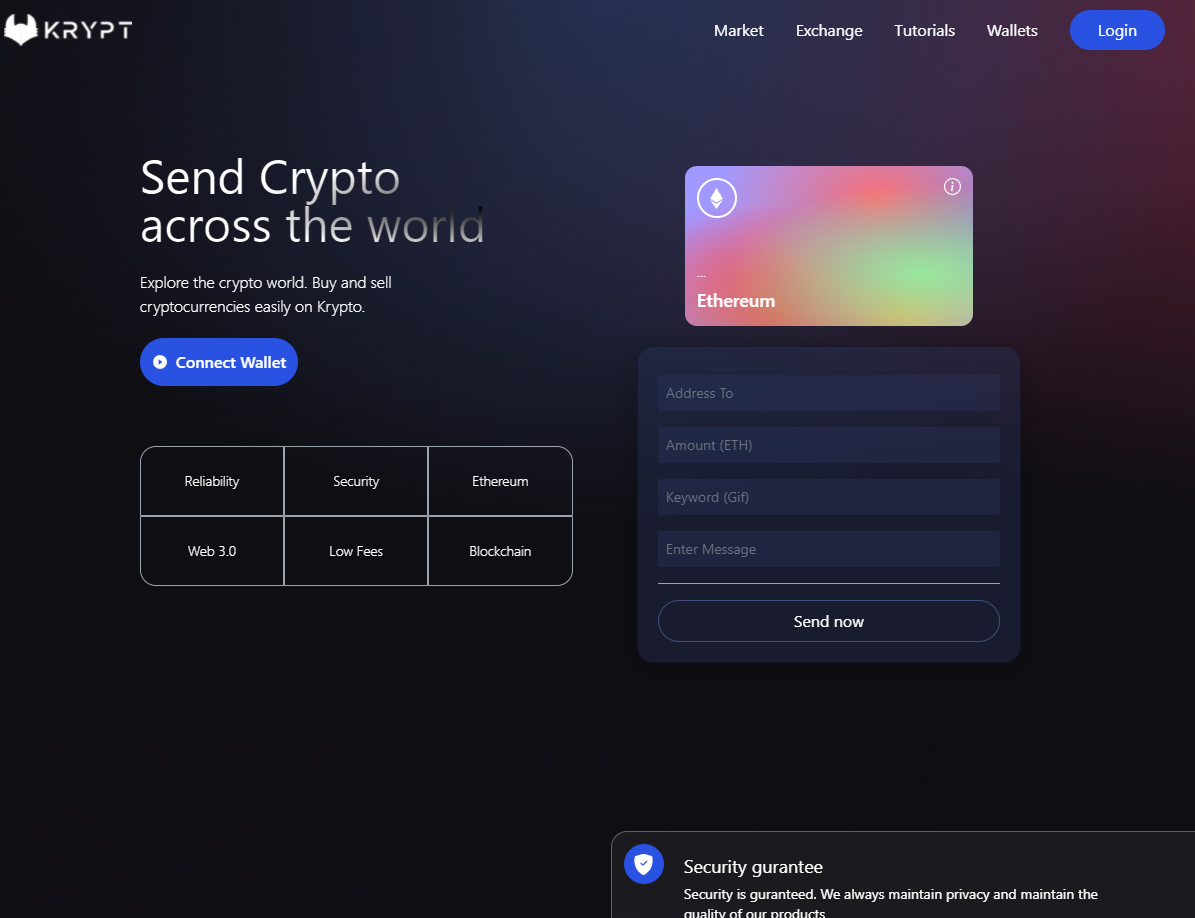 KRYPT
Market
Exchange
Tutorials
Wallets
Login
Send Crypto
across the world
Explore the crypto world. Buy and sell
cryptocurrencies easily on Krypto.
Connect Wallet
Reliability
Security
Ethereum
Web 3.0
Low Fees
Blockchain
...
Ethereum
Address To
Amount (ETH)
Keyword (Gif)
Enter Message
Send now
Security gurantee
Security is guranteed. We always maintain privacy and maintain the
quality of our products